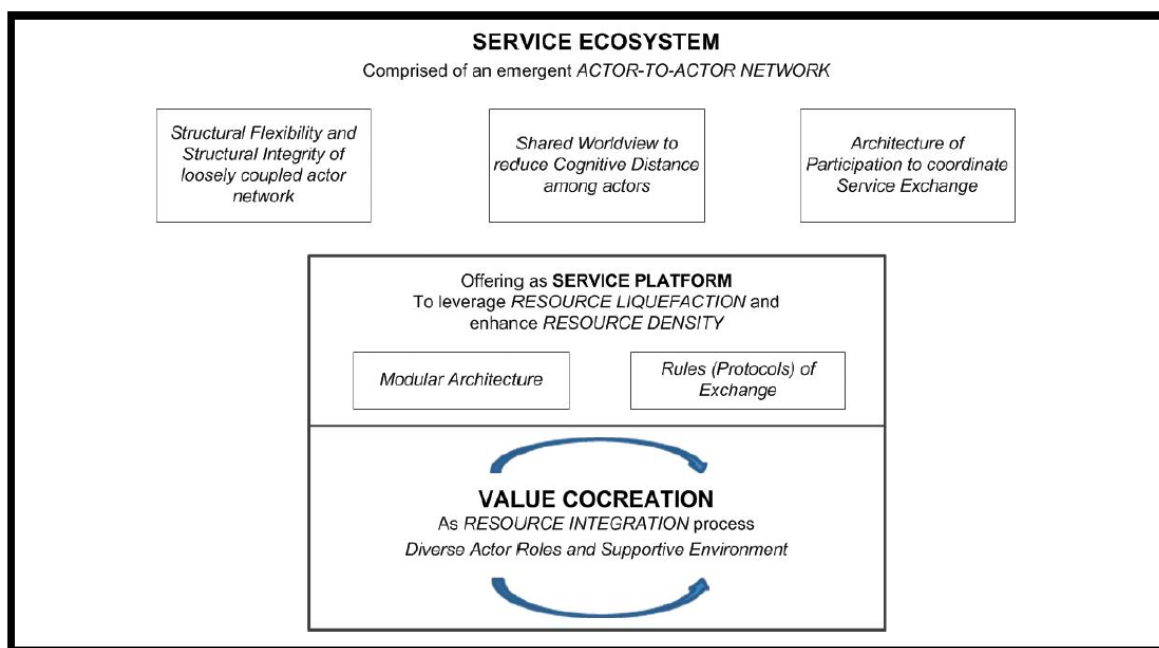 SERVICE ECOSYSTEM
Comprised of an emergent ACTOR-TO-ACTOR NETWORK
Structural Flexibility and
Structural Integrity of
loosely coupled actor
network
Shared Worldview to
reduce Cognitive Distance
among actors
Architecture of
Participation to coordinate
Service Exchange
Offering as SERVICE PLATFORM
To leverage RESOURCE LIQUEFACTION and
enhance RESOURCE DENSITY
Modular Architecture
Rules (Protocols) of
Exchange
VALUE COCREATION
As RESOURCE INTEGRATION process
Diverse Actor Roles and Supportive Environment